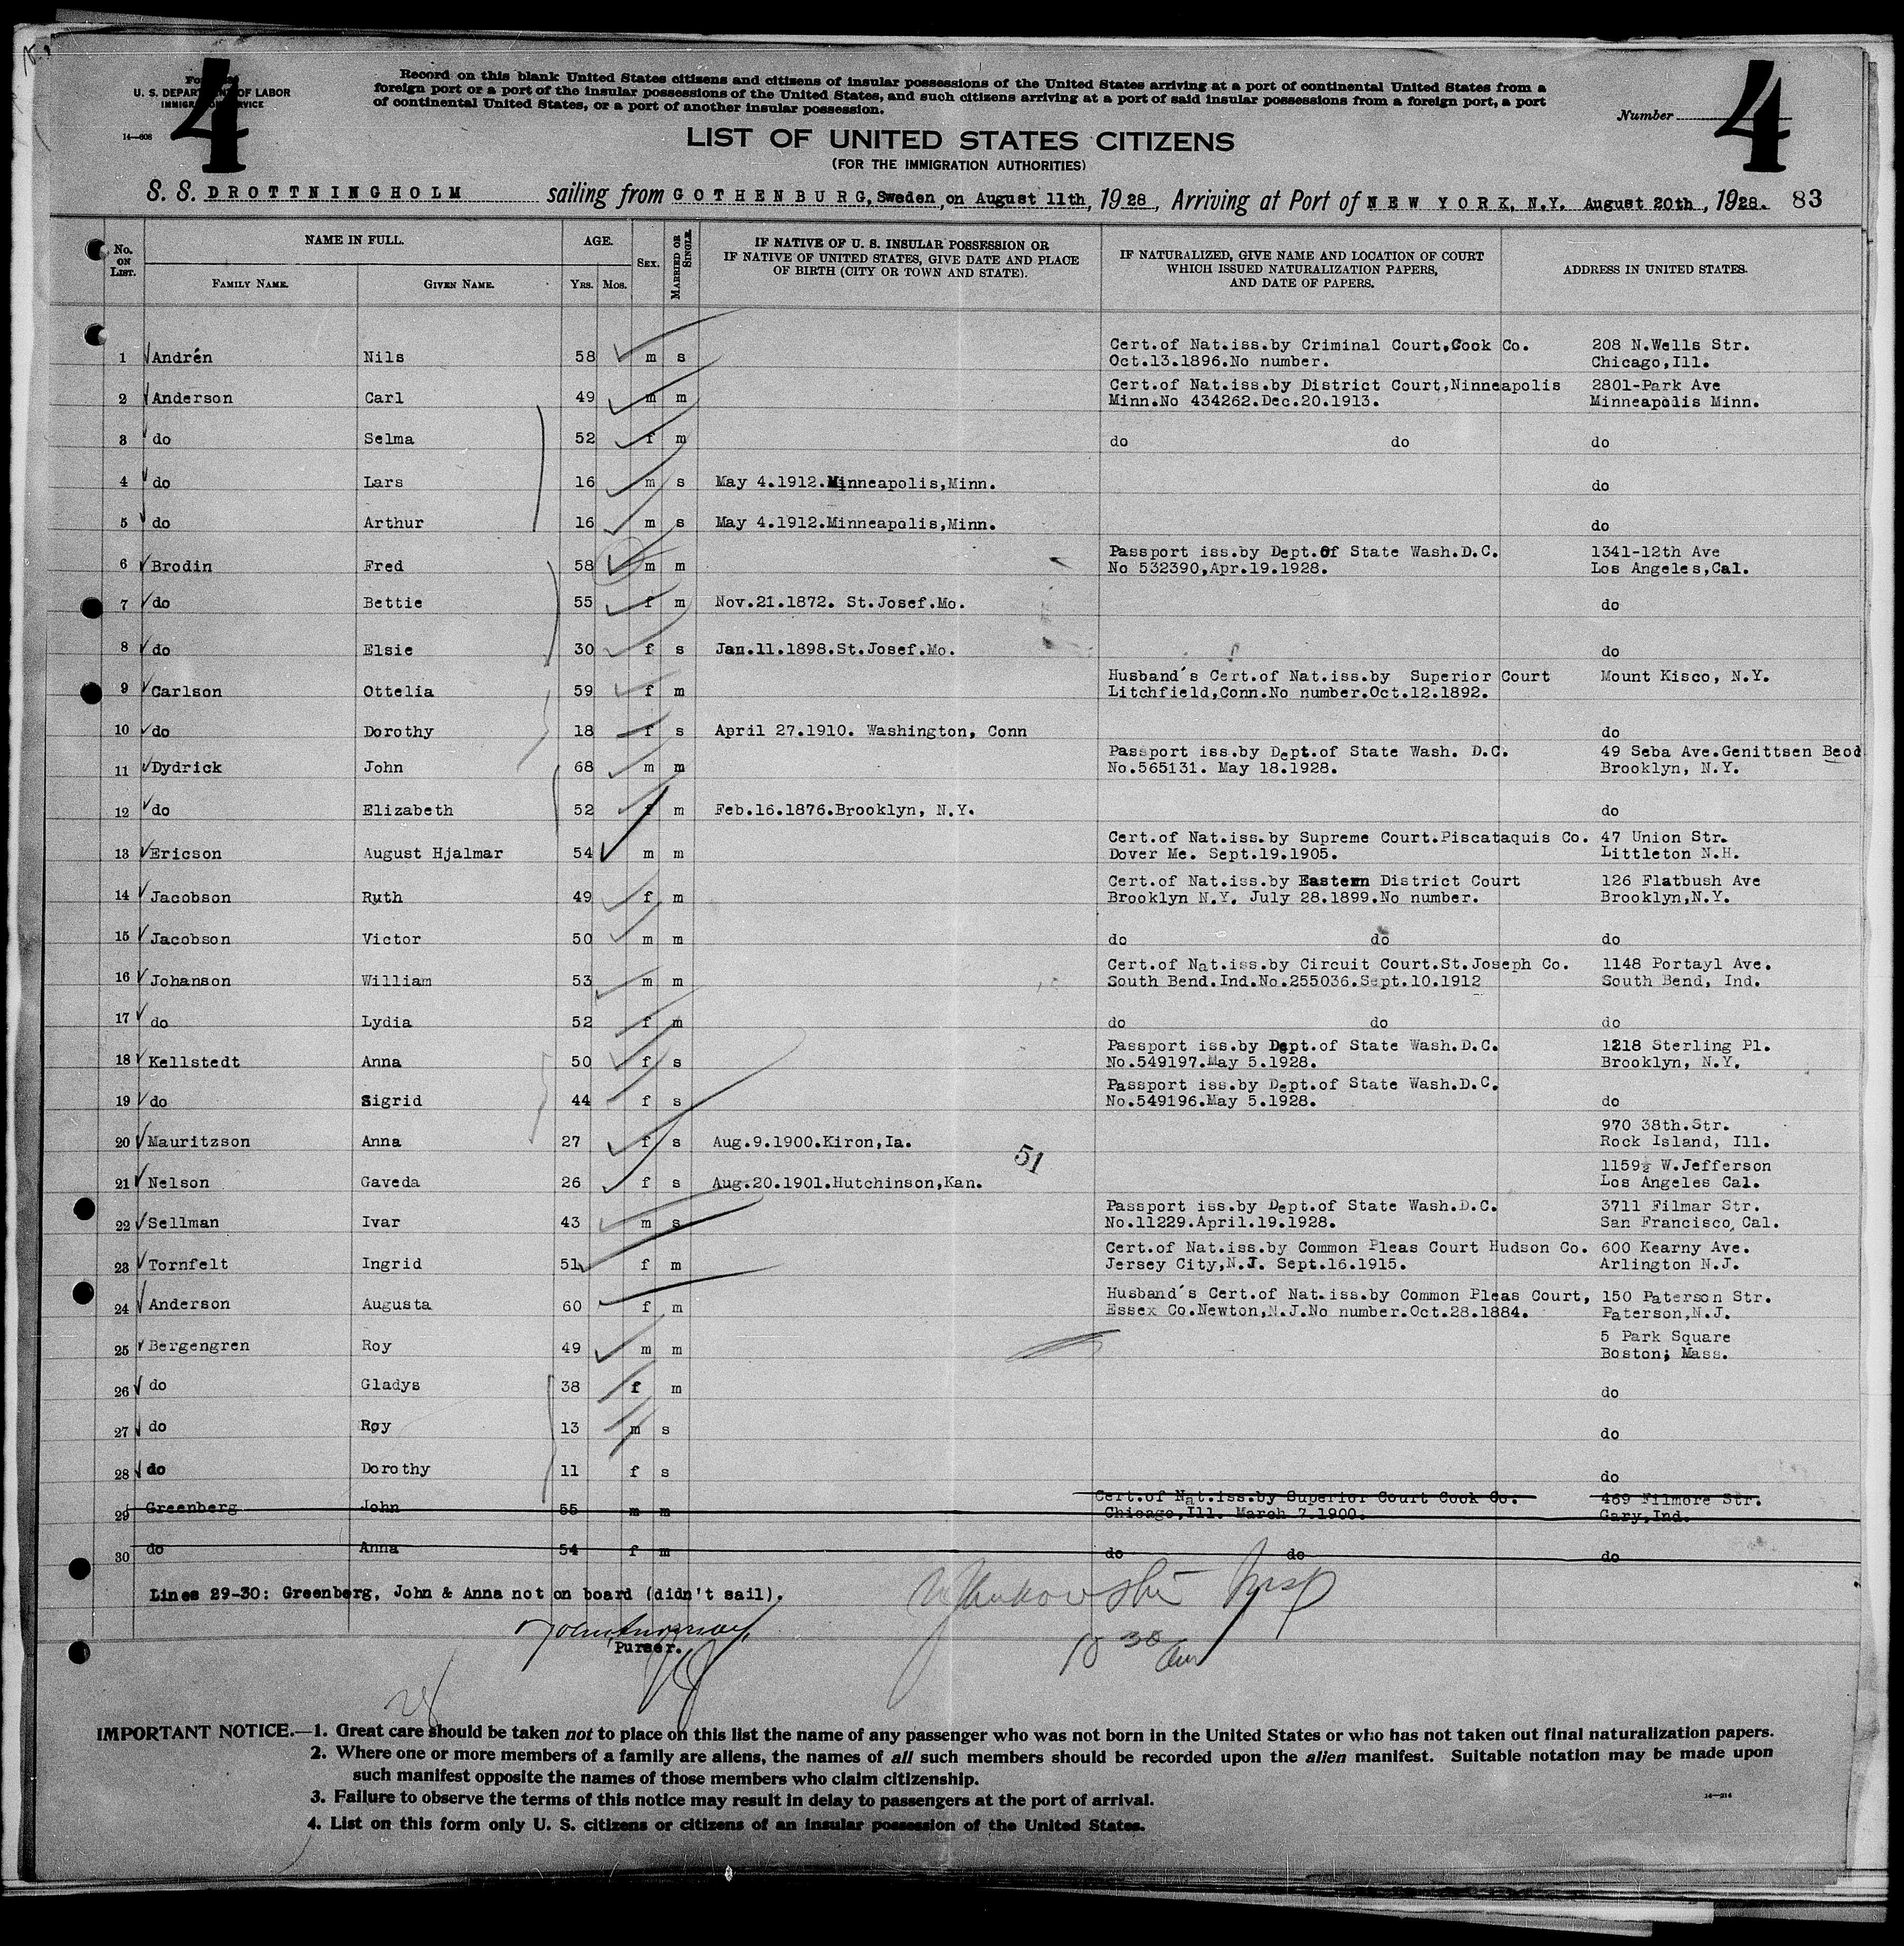 4
U. S. DEPARTMENT OF LABOR
IMMIGRATION SERVICE
14—608
Record on this blank United States citizens and citizens of insular possessions of the United States arriving at a port of continental United States from a
foreign port or a port of the insular possessions of the United States, and such citizens arriving at a port of said insular possessions from a foreign port, a port
of continental United States, or a port of another insular possession.
Number
4
LIST OF UNITED STATES CITIZENS
(FOR THE IMMIGRATION AUTHORITIES)
S. S. DROTTNINGHOLM sailing from GOTHENBURG, Sweden, on August 11th, 1928, Arriving at Port of NEW YORK, N.Y. August 20th, 1928. 83
No. ON LIST. NAME IN FULL. FAMILY NAME. GIVEN NAME. AGE. YRS. MOS. SEX. MARRIED OR SINGLE.
IF NATIVE OF U. S. INSULAR POSSESSION OR
IF NATIVE OF UNITED STATES, GIVE DATE AND PLACE
OF BIRTH (CITY OR TOWN AND STATE).
IF NATURALIZED, GIVE NAME AND LOCATION OF COURT
WHICH ISSUED NATURALIZATION PAPERS,
AND DATE OF PAPERS.
ADDRESS IN UNITED STATES.
Cert.of Nat.iss.by Criminal Court,Cook Co. 208 N.Wells Str.
1 Andrén Nils 58 m s Oct.13.1896.No number. Chicago,Ill.
Cert.of Nat.iss.by District Court,Ninneapolis 2801-Park Ave
2 Anderson Carl 49 m m Minn.No 434262.Dec.20.1913. Minneapolis Minn.
3 do Selma 52 f m do do do
4 do Lars 16 m s May 4.1912.Minneapolis,Minn. do
5 do Arthur 16 m s May 4.1912.Minneapolis,Minn. do
Passport iss.by Dept.Of State Wash.D.C. 1341-12th Ave
6 Brodin Fred 58 m m No 532390,Apr.19.1928. Los Angeles,Cal.
7 do Bettie 55 f m Nov.21.1872. St.Josef.Mo. do
8 do Elsie 30 f s Jan.11.1898.St.Josef.Mo. do
Husband's Cert.of Nat.iss.by Superior Court Mount Kisco, N.Y.
9 Carlson Ottelia 59 f m Litchfield,Conn.No number.Oct.12.1892.
10 do Dorothy 18 f s April 27.1910. Washington, Conn do
Passport iss.by Dept.of State Wash. D.C. 49 Seba Ave.Genittsen Beod
11 Dydrick John 68 m m No.565131. May 18.1928. Brooklyn, N.Y.
12 do Elizabeth 52 f m Feb.16.1876.Brooklyn, N.Y. do
Cert.of Nat.iss.by Supreme Court.Piscataquis Co. 47 Union Str.
13 Ericson August Hjalmar 54 m m Dover Me. Sept.19.1905. Littleton N.H.
Cert.of Nat.iss.by Eastern District Court 126 Flatbush Ave
14 Jacobson Ruth 49 f m Brooklyn N.Y. July 28.1899.No number. Brooklyn,N.Y.
15 Jacobson Victor 50 m m do do do
Cert.of Nat.iss.by Circuit Court.St.Joseph Co. 1148 Portayl Ave.
16 Johanson William 53 m m South Bend.Ind.No.255036.Sept.10.1912 South Bend, Ind.
17 do Lydia 52 f m do do do
Passport iss.by Dept.of State Wash.D.C. 1218 Sterling Pl.
18 Kellstedt Anna 50 f s No.549197.May 5.1928. Brooklyn, N.Y.
Passport iss.by Dept.of State Wash.D.C.
19 do Sigrid 44 f s No.549196.May 5.1928. do
970 38th.Str.
20 Mauritzson Anna 27 f s Aug.9.1900.Kiron,Ia. Rock Island, Ill.
51
1159½ W.Jefferson
21 Nelson Gaveda 26 f s Aug.20.1901.Hutchinson,Kan. Los Angeles Cal.
Passport iss.by Dept.of State Wash.D.C. 3711 Filmar Str.
22 Sellman Ivar 43 m s No.11229.April.19.1928. San Francisco, Cal.
Cert.of Nat.iss.by Common Pleas Court Hudson Co. 600 Kearny Ave.
23 Tornfelt Ingrid 51 f m Jersey City,N.J. Sept.16.1915. Arlington N.J.
Husband's Cert.of Nat.iss.by Common Pleas Court, 150 Paterson Str.
24 Anderson Augusta 60 f m Essex Co.Newton,N.J.No number.Oct.28.1884. Paterson,N.J.
5 Park Square
25 Bergengren Roy 49 m m Boston; Mass.
26 do Gladys 38 f m do
27 do Roy 13 m s do
28 do Dorothy 11 f s do
Cert.of Nat.iss.by Superior Court Cook Co. 469 Filmore Str.
29 Greenberg John 55 m m Chicago,Ill. March 7.1900. Gary,Ind.
30 do Anna 54 f m do do do
Lines 29-30: Greenberg, John & Anna not on board (didn't sail).
Purser.
10 30 am
28
IMPORTANT NOTICE.—1. Great care should be taken not to place on this list the name of any passenger who was not born in the United States or who has not taken out final naturalization papers.
2. Where one or more members of a family are aliens, the names of all such members should be recorded upon the alien manifest. Suitable notation may be made upon
such manifest opposite the names of those members who claim citizenship.
3. Failure to observe the terms of this notice may result in delay to passengers at the port of arrival.
14—214
4. List on this form only U. S. citizens or citizens of an insular possession of the United States.